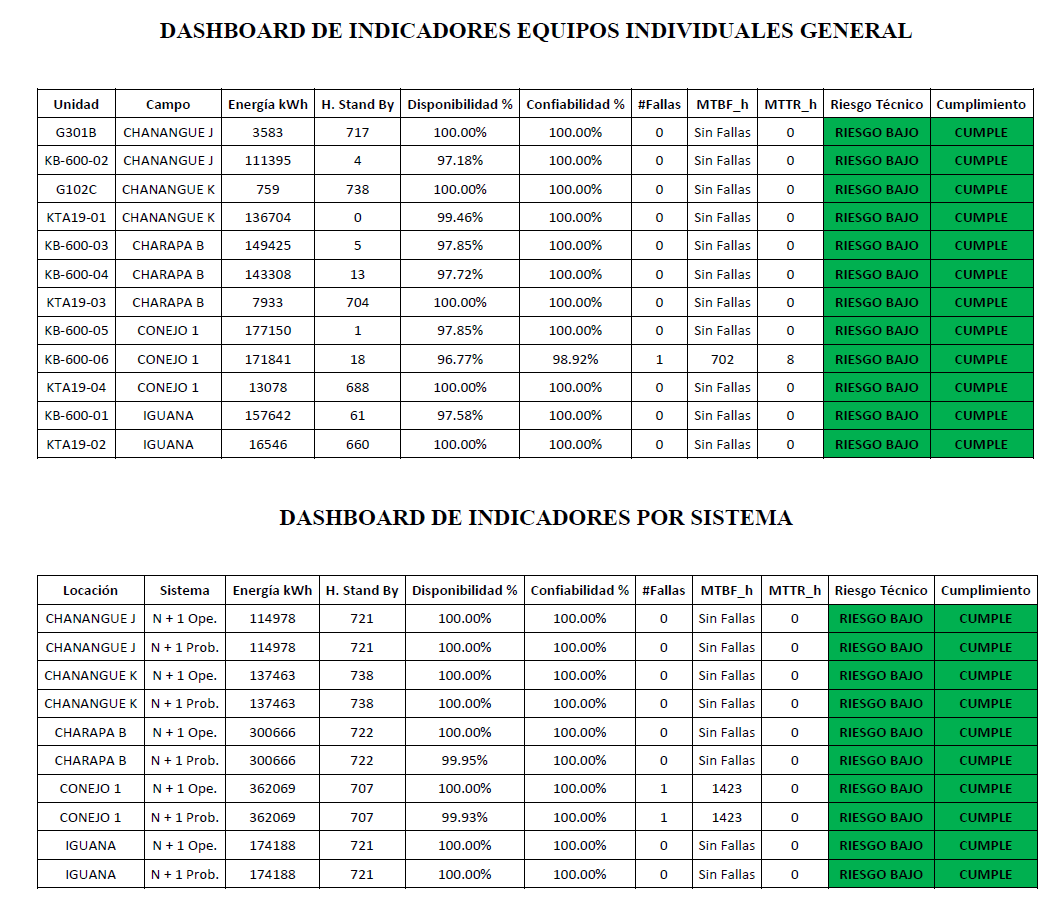 DASHBOARD DE INDICADORES EQUIPOS INDIVIDUALES GENERAL
Unidad Campo Energía kWh H. Stand By Disponibilidad % Confiabilidad % #Fallas MTBF_h MTTR_h Riesgo Técnico Cumplimiento
G301B CHANANGUE J 3583 717 100.00% 100.00% 0 Sin Fallas 0 RIESGO BAJO CUMPLE
KB-600-02 CHANANGUE J 111395 4 97.18% 100.00% 0 Sin Fallas 0 RIESGO BAJO CUMPLE
G102C CHANANGUE K 759 738 100.00% 100.00% 0 Sin Fallas 0 RIESGO BAJO CUMPLE
KTA19-01 CHANANGUE K 136704 0 99.46% 100.00% 0 Sin Fallas 0 RIESGO BAJO CUMPLE
KB-600-03 CHARAPA B 149425 5 97.85% 100.00% 0 Sin Fallas 0 RIESGO BAJO CUMPLE
KB-600-04 CHARAPA B 143308 13 97.72% 100.00% 0 Sin Fallas 0 RIESGO BAJO CUMPLE
KTA19-03 CHARAPA B 7933 704 100.00% 100.00% 0 Sin Fallas 0 RIESGO BAJO CUMPLE
KB-600-05 CONEJO 1 177150 1 97.85% 100.00% 0 Sin Fallas 0 RIESGO BAJO CUMPLE
KB-600-06 CONEJO 1 171841 18 96.77% 98.92% 1 702 8 RIESGO BAJO CUMPLE
KTA19-04 CONEJO 1 13078 688 100.00% 100.00% 0 Sin Fallas 0 RIESGO BAJO CUMPLE
KB-600-01 IGUANA 157642 61 97.58% 100.00% 0 Sin Fallas 0 RIESGO BAJO CUMPLE
KTA19-02 IGUANA 16546 660 100.00% 100.00% 0 Sin Fallas 0 RIESGO BAJO CUMPLE
DASHBOARD DE INDICADORES POR SISTEMA
Locación Sistema Energía kWh H. Stand By Disponibilidad % Confiabilidad % #Fallas MTBF_h MTTR_h Riesgo Técnico Cumplimiento
CHANANGUE J N + 1 Ope. 114978 721 100.00% 100.00% 0 Sin Fallas 0 RIESGO BAJO CUMPLE
CHANANGUE J N + 1 Prob. 114978 721 100.00% 100.00% 0 Sin Fallas 0 RIESGO BAJO CUMPLE
CHANANGUE K N + 1 Ope. 137463 738 100.00% 100.00% 0 Sin Fallas 0 RIESGO BAJO CUMPLE
CHANANGUE K N + 1 Prob. 137463 738 100.00% 100.00% 0 Sin Fallas 0 RIESGO BAJO CUMPLE
CHARAPA B N + 1 Ope. 300666 722 100.00% 100.00% 0 Sin Fallas 0 RIESGO BAJO CUMPLE
CHARAPA B N + 1 Prob. 300666 722 99.95% 100.00% 0 Sin Fallas 0 RIESGO BAJO CUMPLE
CONEJO 1 N + 1 Ope. 362069 707 100.00% 100.00% 1 1423 0 RIESGO BAJO CUMPLE
CONEJO 1 N + 1 Prob. 362069 707 99.93% 100.00% 1 1423 0 RIESGO BAJO CUMPLE
IGUANA N + 1 Ope. 174188 721 100.00% 100.00% 0 Sin Fallas 0 RIESGO BAJO CUMPLE
IGUANA N + 1 Prob. 174188 721 100.00% 100.00% 0 Sin Fallas 0 RIESGO BAJO CUMPLE